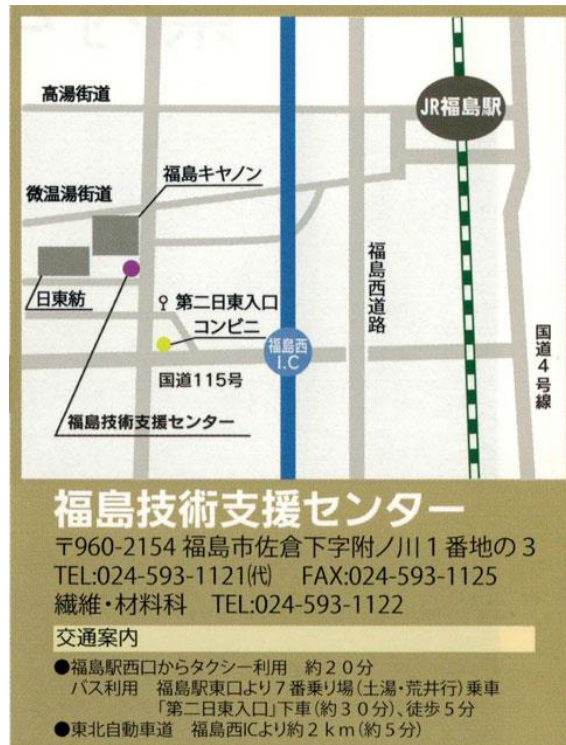 高湯街道
JR福島駅
福島キヤノン
微温湯街道
福島西道路
日東紡
第二日東入口
コンビニ
福島西
I.C
国道4号線
国道115号
福島技術支援センター
福島技術支援センター
〒960-2154 福島市佐倉下字附ノ川1番地の3
TEL:024-593-1121㈹ FAX:024-593-1125
繊維・材料科 TEL:024-593-1122
交通案内
●福島駅西口からタクシー利用 約20分
バス利用 福島駅東口より7番乗り場(土湯・荒井行)乗車
「第二日東入口」下車(約30分)、徒歩5分
●東北自動車道 福島西ICより約2km(約5分)